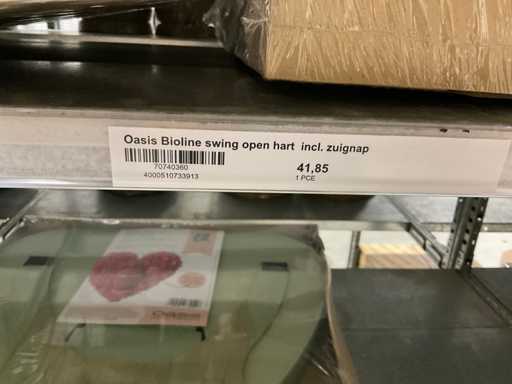 Oasis Bioline swing open hart incl. zuignap
70740360
4000510733913
41,85
1 PCE